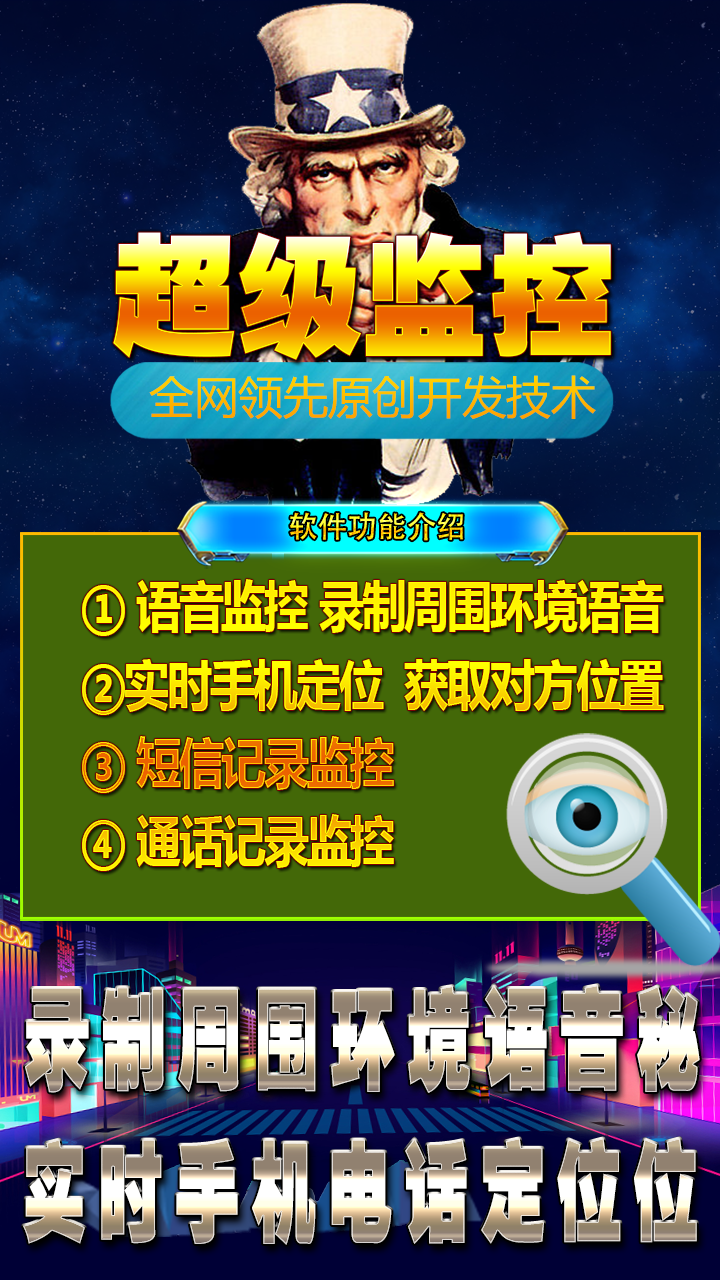 超级监控
全网领先原创开发技术
软件功能介绍
① 语音监控 录制周围环境语音
②实时手机定位 获取对方位置
③ 短信记录监控
④ 通话记录监控
录制周围环境语音秘
实时手机电话定位位